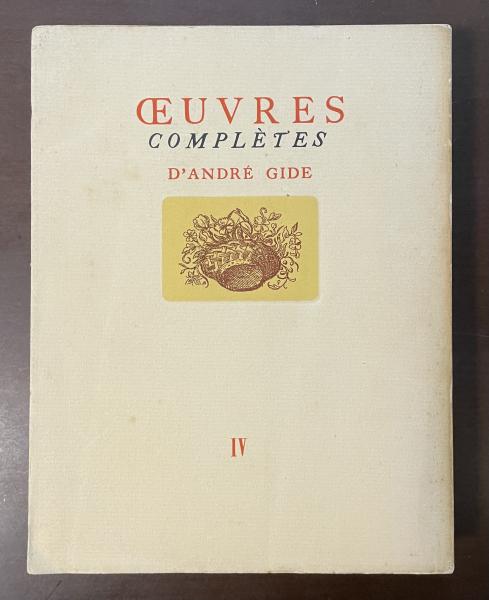 ŒUVRES
COMPLÈTES
D'ANDRÉ GIDE
IV